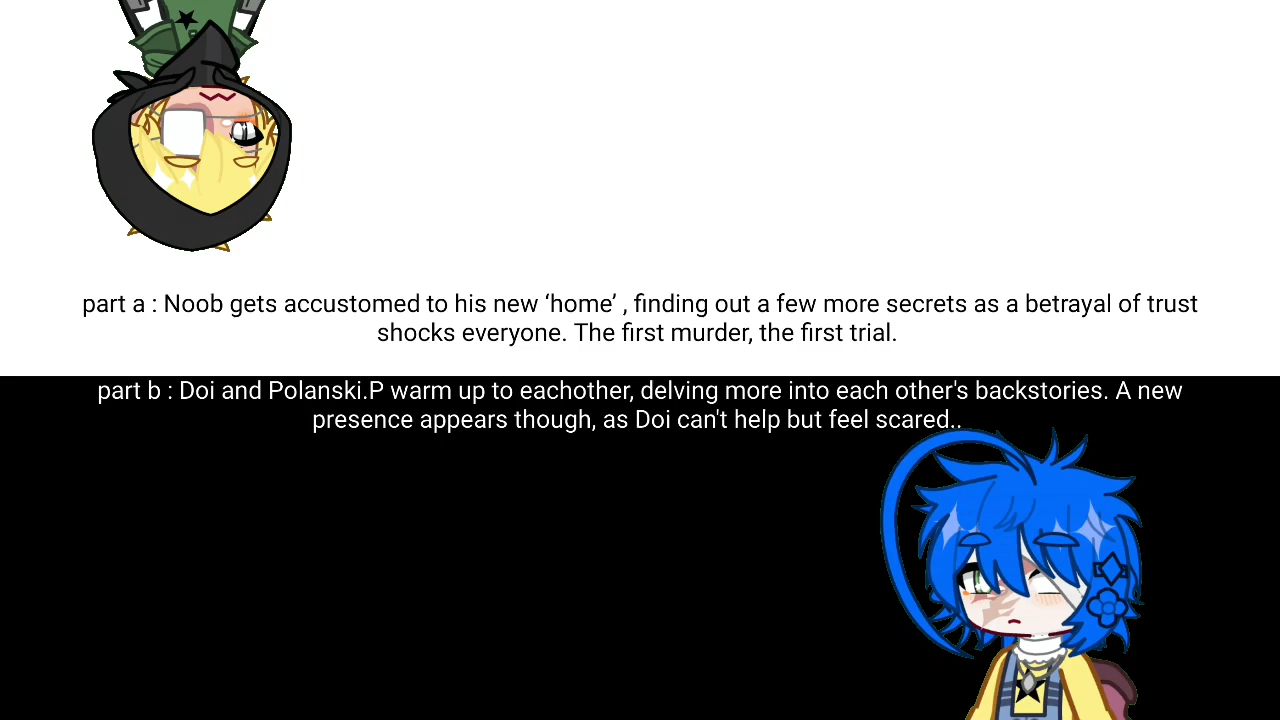 part a : Noob gets accustomed to his new ‘home’ , finding out a few more secrets as a betrayal of trust
shocks everyone. The first murder, the first trial.
part b : Doi and Polanski.P warm up to eachother, delving more into each other's backstories. A new
presence appears though, as Doi can't help but feel scared..